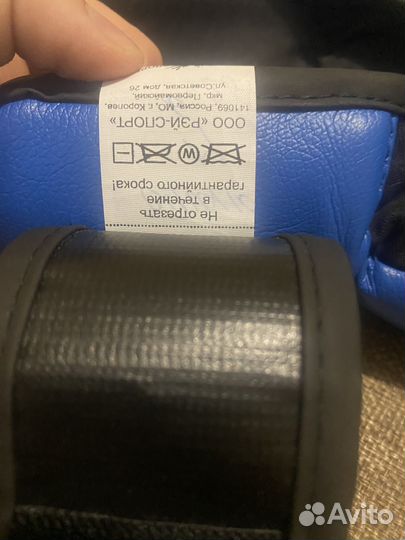 Не отрезать
в течение
гарантийного срока!
W
ООО «РЭЙ-СПОРТ»
141069, Россия, МО, г. Королев,
мкр. Первомайский,
ул.Советская, дом 26
Avito